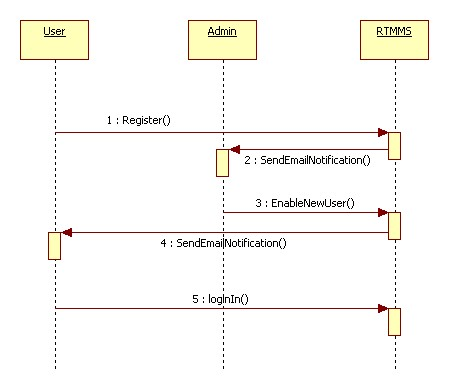 User Admin RTMMS
1 : Register()
2 : SendEmailNotification()
3 : EnableNewUser()
4 : SendEmailNotification()
5 : logInIn()